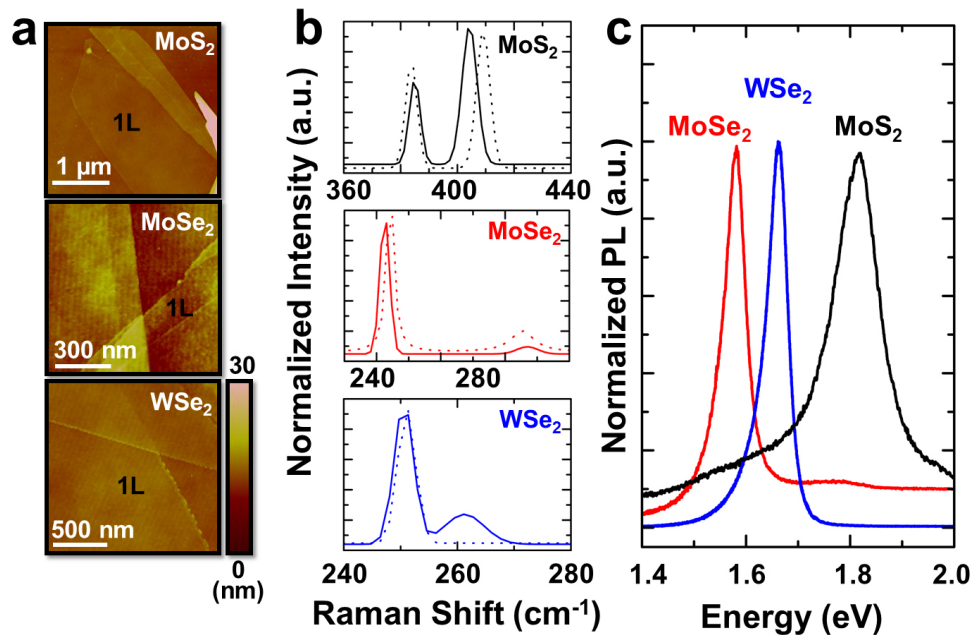 a
MoS2
1L
1 μm
MoSe2
1L
300 nm
WSe2
1L
500 nm
30
0
(nm)
b
Normalized Intensity (a.u.)
MoS2
360 400 440
MoSe2
240 280
WSe2
240 260 280
Raman Shift (cm-1)
c
Normalized PL (a.u.)
WSe2
MoSe2
MoS2
1.4 1.6 1.8 2.0
Energy (eV)